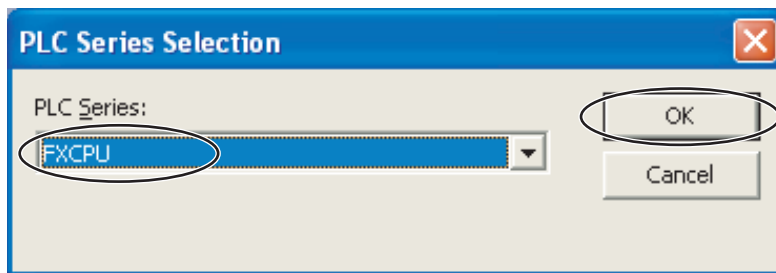 PLC Series Selection
PLC Series:
FXCPU
OK
Cancel